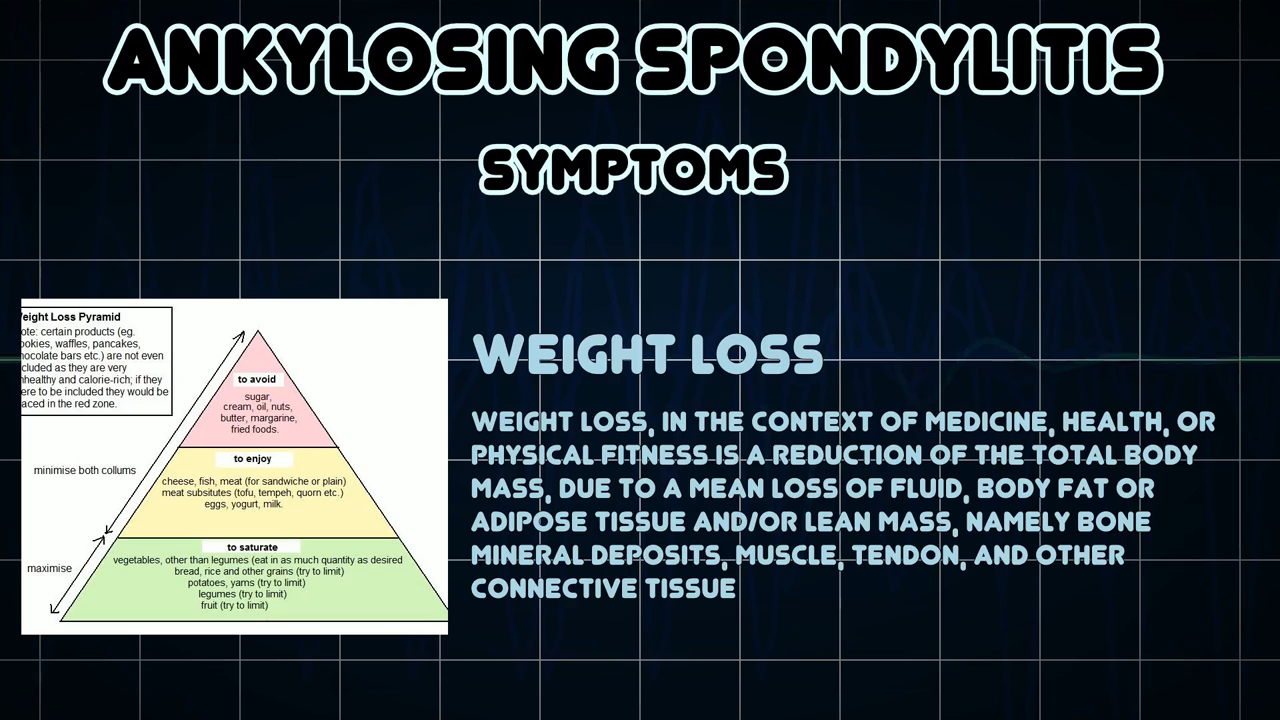 ANKYLOSING SPONDYLITIS
SYMPTOMS
Weight Loss Pyramid
certain products (eg.
waffles, pancakes,
bars etc.) are not even
as they are very
and calorie-rich; if they
to be included they would be
in the red zone.
to avoid
sugar,
cream, oil, nuts,
butter, margarine,
fried foods.
minimise both collums
to enjoy
cheese, fish, meat (for sandwiche or plain)
meat subsitutes (tofu, tempeh, quorn etc.)
eggs, yogurt, milk.
maximise
to saturate
vegetables, other than legumes (eat in as much quantity as desired
bread, rice and other grains (try to limit)
potatoes, yams (try to limit)
legumes (try to limit)
fruit (try to limit)
WEIGHT LOSS
WEIGHT LOSS, IN THE CONTEXT OF MEDICINE, HEALTH, OR
PHYSICAL FITNESS IS A REDUCTION OF THE TOTAL BODY
MASS, DUE TO A MEAN LOSS OF FLUID, BODY FAT OR
ADIPOSE TISSUE AND/OR LEAN MASS, NAMELY BONE
MINERAL DEPOSITS, MUSCLE, TENDON, AND OTHER
CONNECTIVE TISSUE